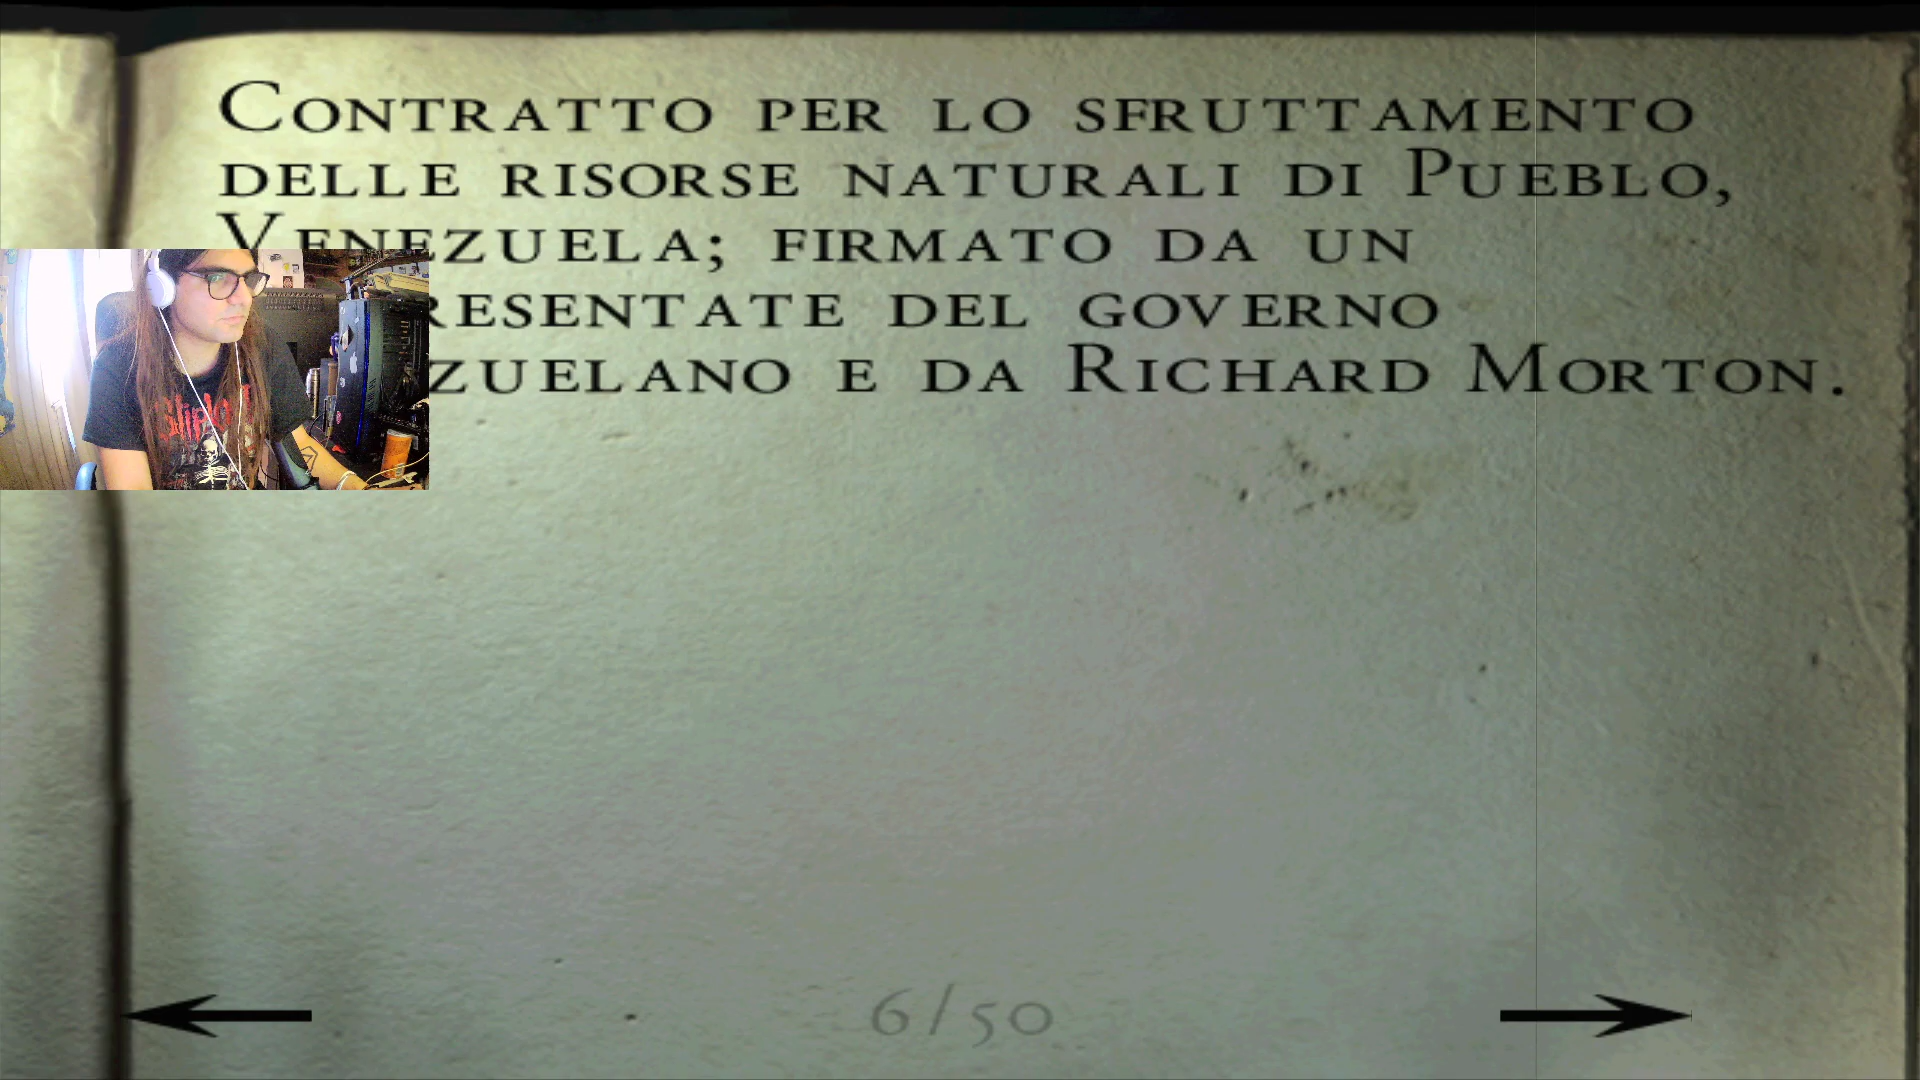 Contratto per lo sfruttamento
delle risorse naturali di Pueblo,
Venezuela; firmato da un
resentate del governo
zuelano e da Richard Morton.
6/50